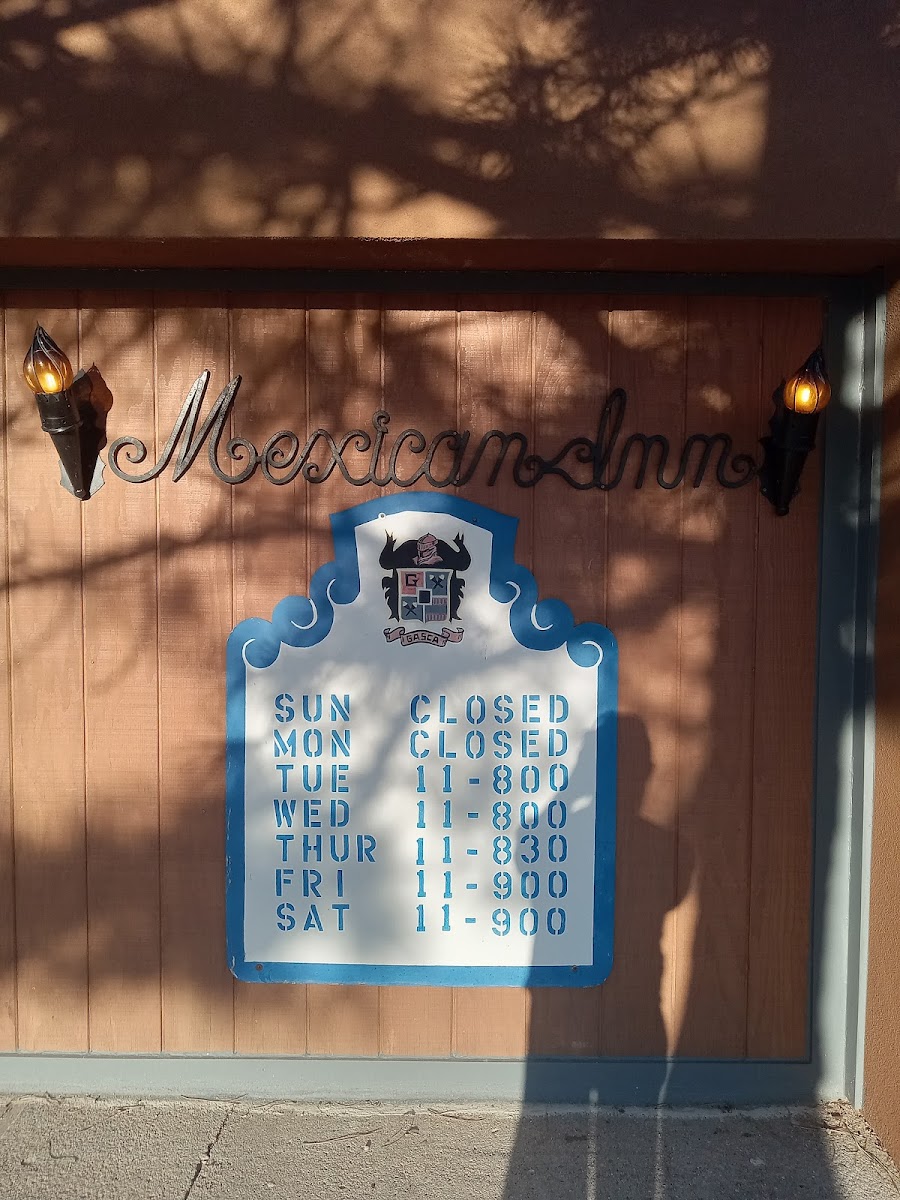 Mexican Inn
G
GASCA
SUN CLOSED
MON CLOSED
TUE 11-800
WED 11-800
THUR 11-830
FRI 11-900
SAT 11-900